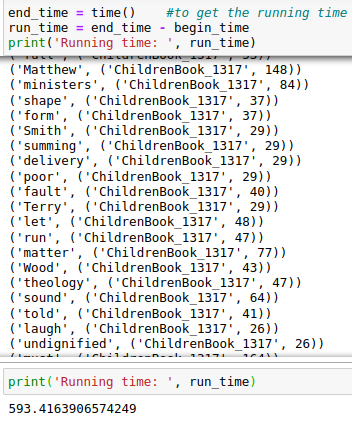 end_time = time()    #to get the running time
run_time = end_time - begin_time
print('Running time: ', run_time)
('Matthew', ('ChildrenBook_1317', 148))
('ministers', ('ChildrenBook_1317', 84))
('shape', ('ChildrenBook_1317', 37))
('form', ('ChildrenBook_1317', 37))
('Smith', ('ChildrenBook_1317', 29))
('summing', ('ChildrenBook_1317', 29))
('delivery', ('ChildrenBook_1317', 29))
('poor', ('ChildrenBook_1317', 29))
('fault', ('ChildrenBook_1317', 40))
('Terry', ('ChildrenBook_1317', 29))
('let', ('ChildrenBook_1317', 48))
('run', ('ChildrenBook_1317', 47))
('matter', ('ChildrenBook_1317', 77))
('Wood', ('ChildrenBook_1317', 43))
('theology', ('ChildrenBook_1317', 47))
('sound', ('ChildrenBook_1317', 64))
('told', ('ChildrenBook_1317', 41))
('laugh', ('ChildrenBook_1317', 26))
('undignified', ('ChildrenBook_1317', 26))
print('Running time: ', run_time)
593.4163906574249